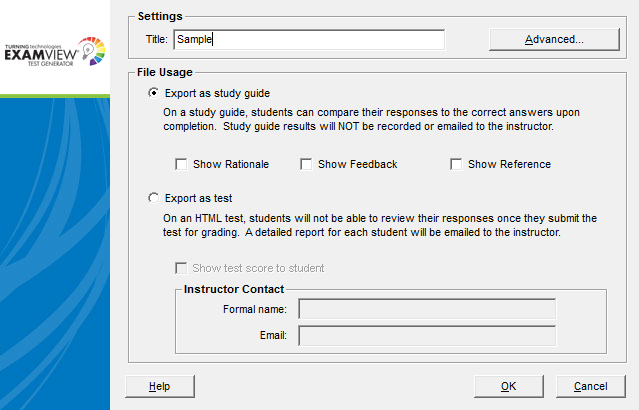 TURNING technologies
EXAMVIEW®
TEST GENERATOR
Settings
Title: Sample
Advanced...
File Usage
Export as study guide
On a study guide, students can compare their responses to the correct answers upon
completion. Study guide results will NOT be recorded or emailed to the instructor.
Show Rationale Show Feedback Show Reference
Export as test
On an HTML test, students will not be able to review their responses once they submit the
test for grading. A detailed report for each student will be emailed to the instructor.
Show test score to student
Instructor Contact
Formal name:
Email:
Help OK Cancel